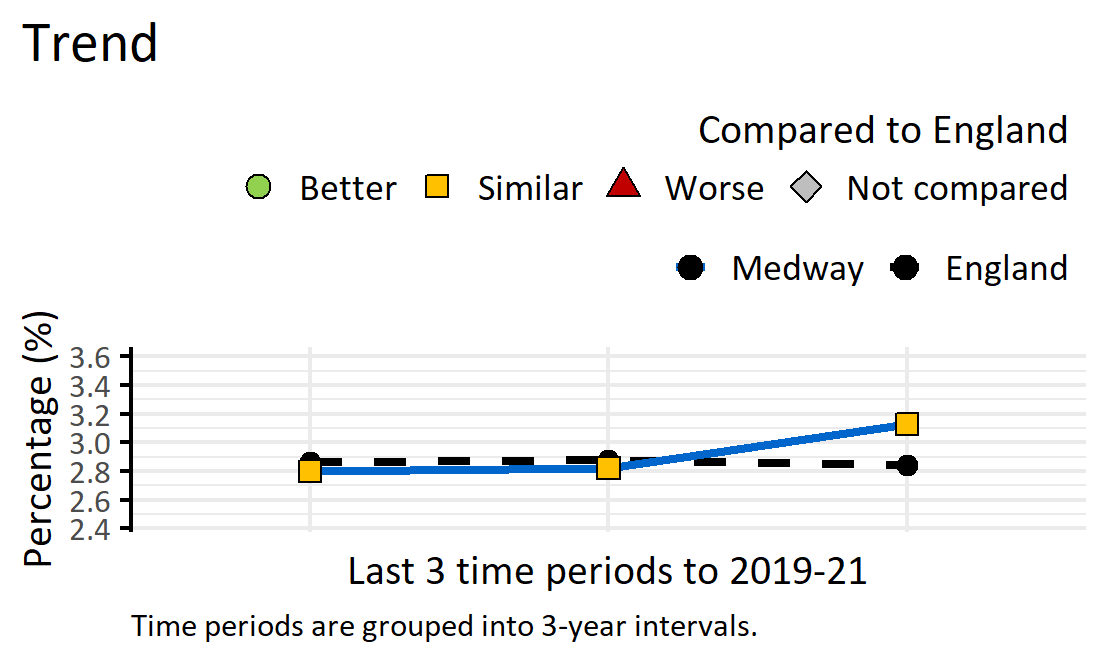 Trend
Compared to England
Better Similar Worse Not compared
Medway England
Percentage (%)
3.6
3.4
3.2
3.0
2.8
2.6
2.4
Last 3 time periods to 2019-21
Time periods are grouped into 3-year intervals.